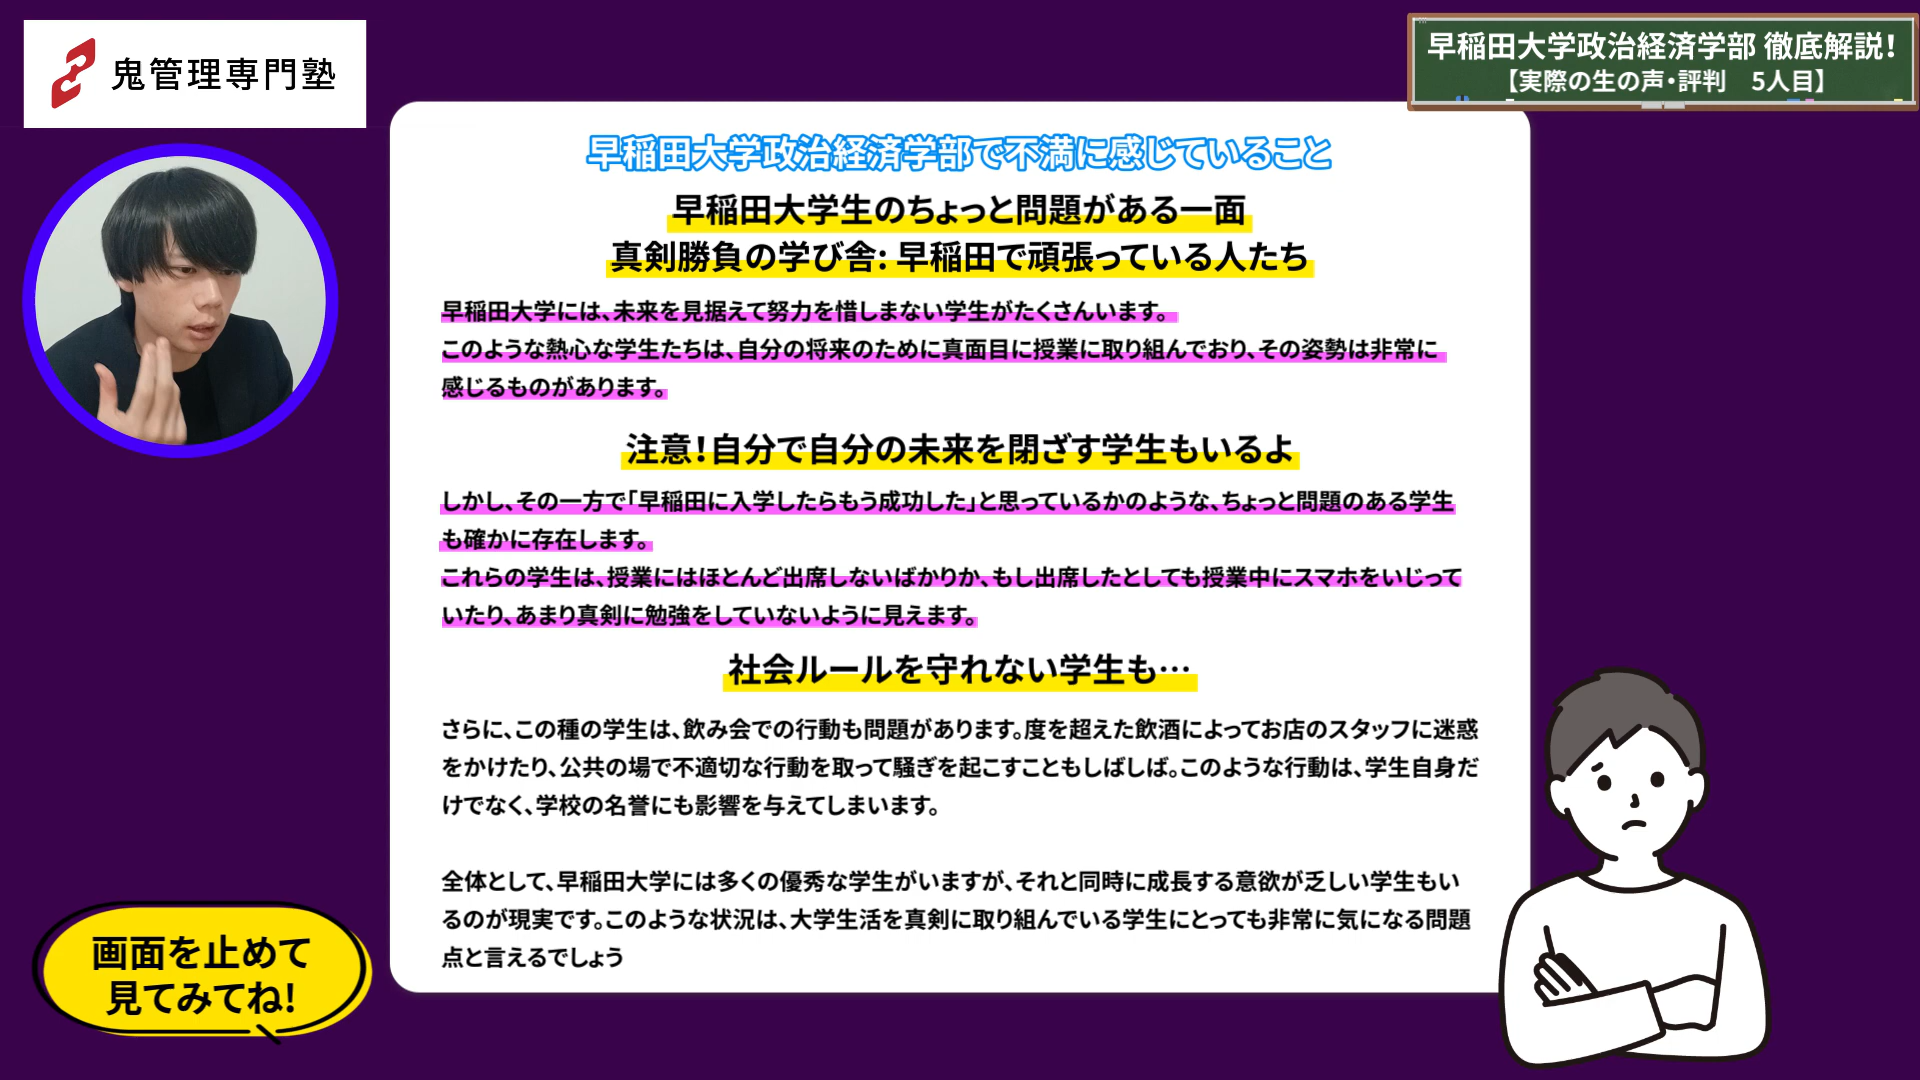 鬼管理専門塾
早稲田大学政治経済学部 徹底解説!
【実際の生の声・評判　5人目】
早稲田大学政治経済学部で不満に感じていること
早稲田大学生のちょっと問題がある一面
真剣勝負の学び舎: 早稲田で頑張っている人たち
早稲田大学には、未来を見据えて努力を惜しまない学生がたくさんいます。
このような熱心な学生たちは、自分の将来のために真面目に授業に取り組んでおり、その姿勢は非常に
感じるものがあります。
注意!自分で自分の未来を閉ざす学生もいるよ
しかし、その一方で「早稲田に入学したらもう成功した」と思っているかのような、ちょっと問題のある学生
も確かに存在します。
これらの学生は、授業にはほとんど出席しないばかりか、もし出席したとしても授業中にスマホをいじって
いたり、あまり真剣に勉強をしていないように見えます。
社会ルールを守れない学生も…
さらに、この種の学生は、飲み会での行動も問題があります。度を超えた飲酒によってお店のスタッフに迷惑
をかけたり、公共の場で不適切な行動を取って騒ぎを起こすこともしばしば。このような行動は、学生自身だ
けでなく、学校の名誉にも影響を与えてしまいます。
全体として、早稲田大学には多くの優秀な学生がいますが、それと同時に成長する意欲が乏しい学生もい
るのが現実です。このような状況は、大学生活を真剣に取り組んでいる学生にとっても非常に気になる問題
点と言えるでしょう
画面を止めて
見てみてね!